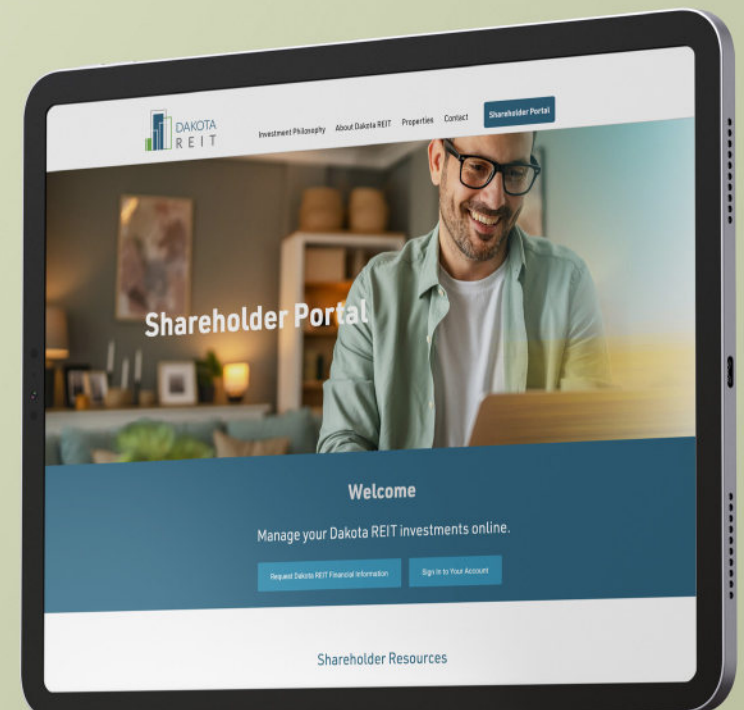 DAKOTA
REIT
Investment Philosophy
About Dakota REIT
Properties
Contact
Shareholder Portal
Shareholder Portal
Welcome
Manage your Dakota REIT investments online.
Request Dakota REIT Financial Information
Sign In to Your Account
Shareholder Resources